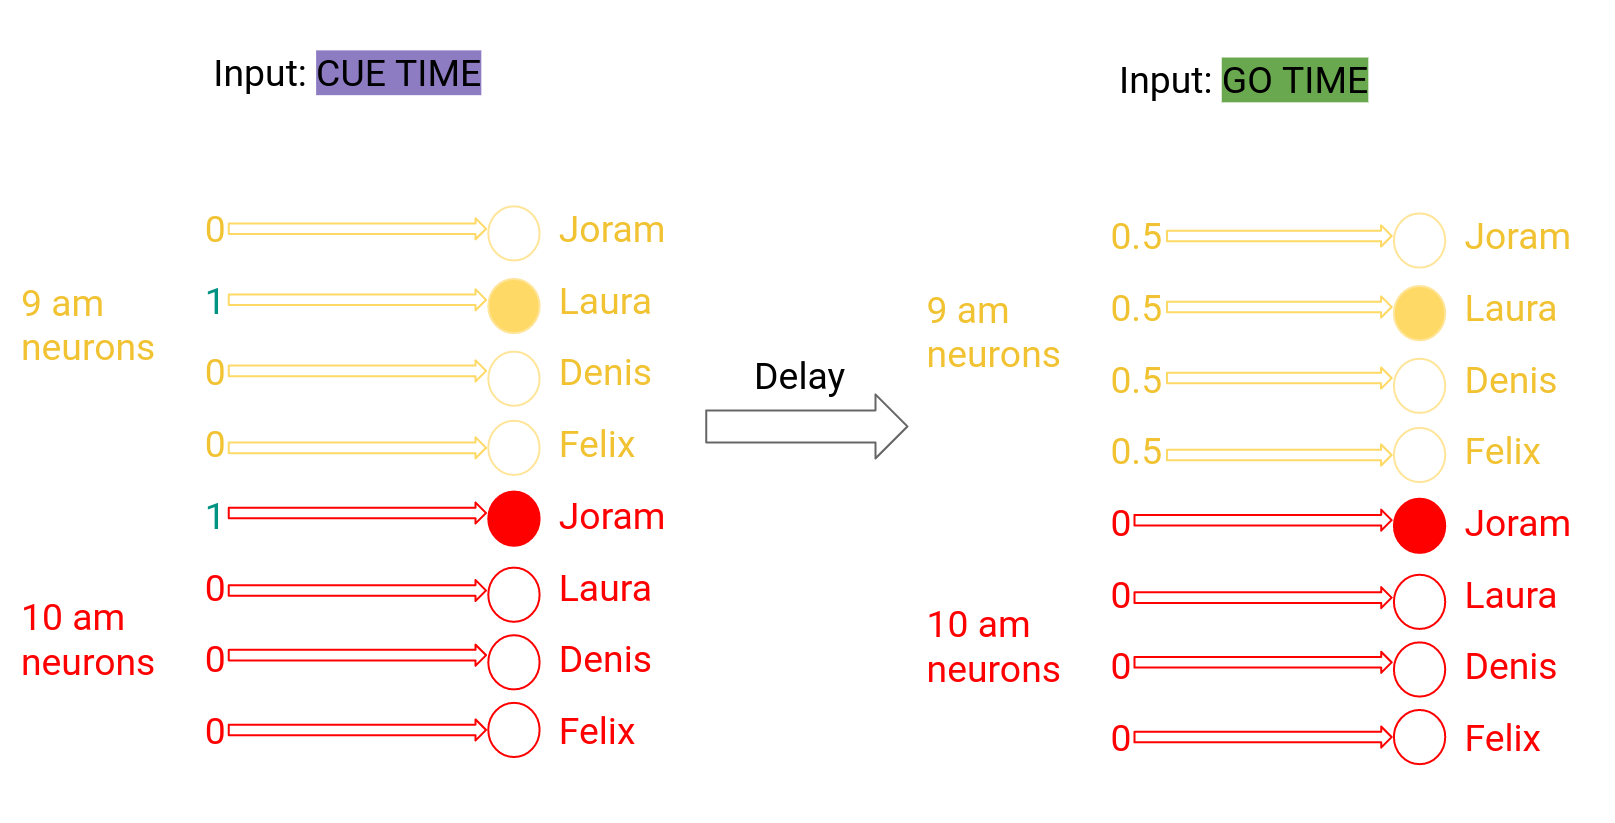 Input: CUE TIME
0 Joram
1 Laura
9 am
neurons
0 Denis
0 Felix
1 Joram
0 Laura
10 am
neurons
0 Denis
0 Felix
Delay
Input: GO TIME
0.5 Joram
0.5 Laura
9 am
neurons
0.5 Denis
0.5 Felix
0 Joram
0 Laura
10 am
neurons
0 Denis
0 Felix